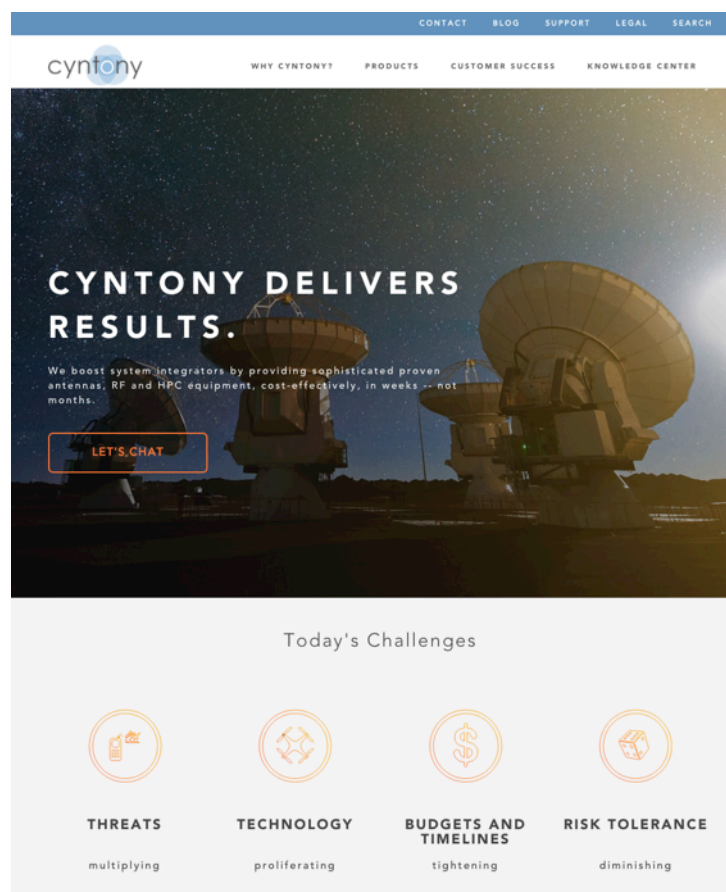 CONTACT BLOG SUPPORT LEGAL SEARCH
cyntony
WHY CYNTONY? PRODUCTS CUSTOMER SUCCESS KNOWLEDGE CENTER
CYNTONY DELIVERS
RESULTS.
We boost system integrators by providing sophisticated proven
antennas, RF and HPC equipment, cost-effectively, in weeks -- not
months.
LET'S CHAT
Today's Challenges
THREATS
multiplying
TECHNOLOGY
proliferating
BUDGETS AND
TIMELINES
tightening
RISK TOLERANCE
diminishing